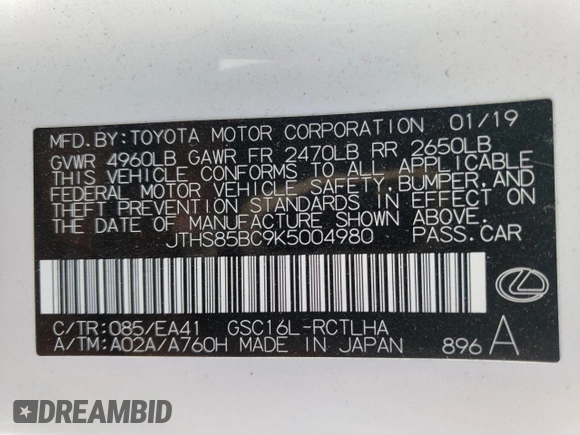 MFD.BY:TOYOTA MOTOR CORPORATION 01/19
GVWR 4960LB GAWR FR 2470LB RR 2650LB
THIS VEHICLE CONFORMS TO ALL APPLICABLE
FEDERAL MOTOR VEHICLE SAFETY,BUMPER,AND
THEFT PREVENTION STANDARDS IN EFFECT ON
THE DATE OF MANUFACTURE SHOWN ABOVE.
JTHS85BC9K5004980 PASS.CAR
C/TR:085/EA41 GSC16L-RCTLHA
A/TM:A02A/A760H MADE IN JAPAN 896 A
DREAMBID